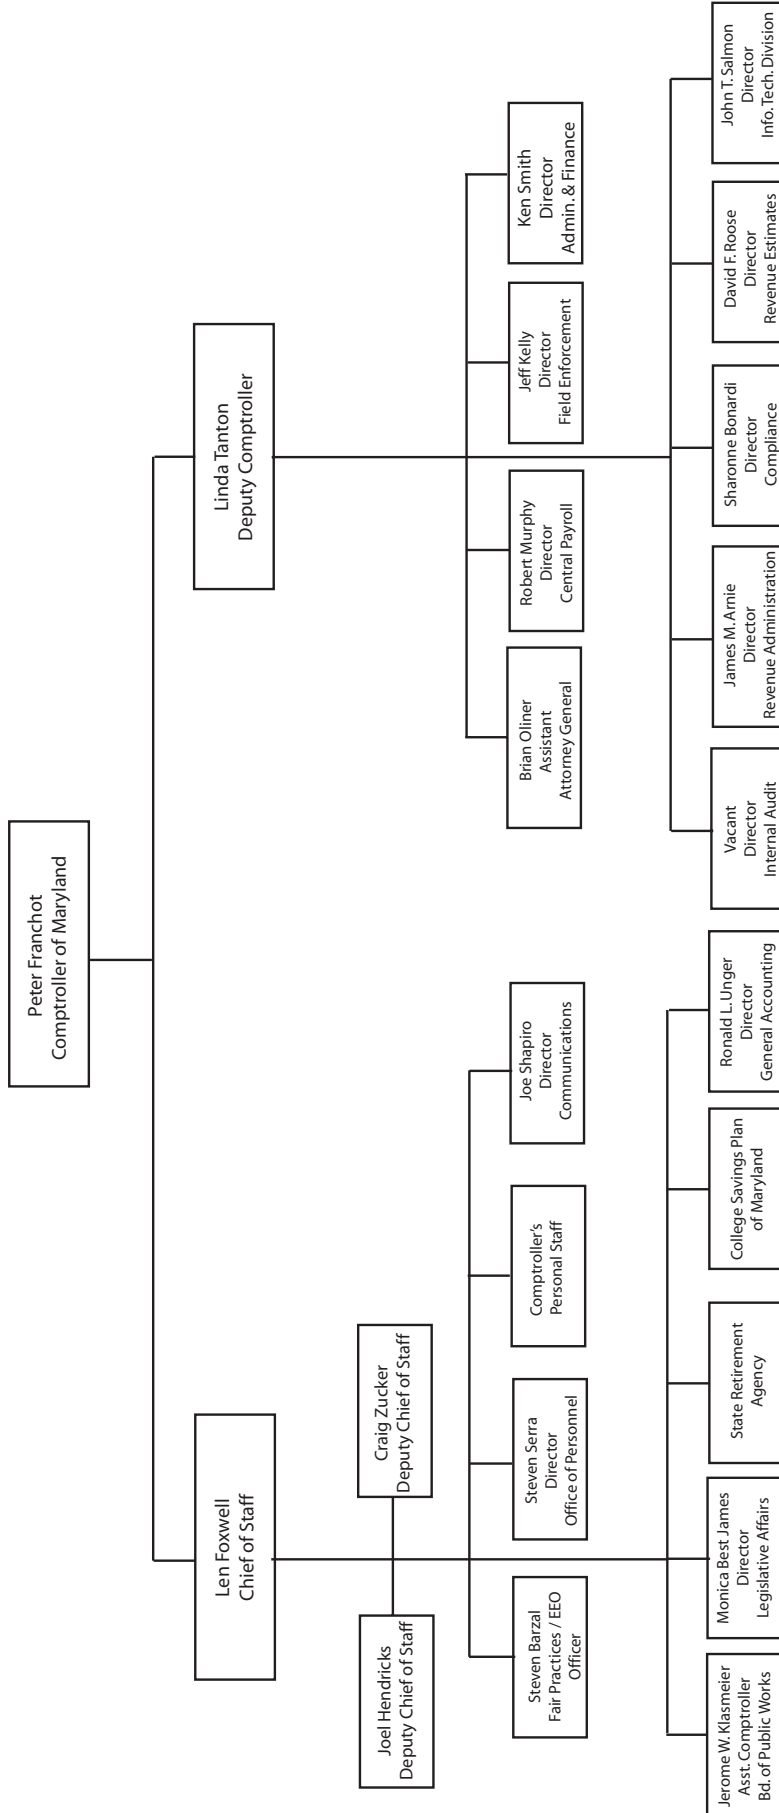 Peter Franchot
Comptroller of Maryland
Len Foxwell
Chief of Staff
Linda Tanton
Deputy Comptroller
Joel Hendricks
Deputy Chief of Staff
Craig Zucker
Deputy Chief of Staff
Steven Barzal
Fair Practices / EEO
Officer
Steven Serra
Director
Office of Personnel
Comptroller's
Personal Staff
Joe Shapiro
Director
Communications
Brian Oliner
Assistant
Attorney General
Robert Murphy
Director
Central Payroll
Jeff Kelly
Director
Field Enforcement
Ken Smith
Director
Admin. & Finance
Jerome W. Klasmeier
Asst. Comptroller
Bd. of Public Works
Monica Best James
Director
Legislative Affairs
State Retirement
Agency
College Savings Plan
of Maryland
Ronald L. Unger
Director
General Accounting
Vacant
Director
Internal Audit
James M. Arnie
Director
Revenue Administration
Sharonne Bonardi
Director
Compliance
David F. Roose
Director
Revenue Estimates
John T. Salmon
Director
Info. Tech. Division